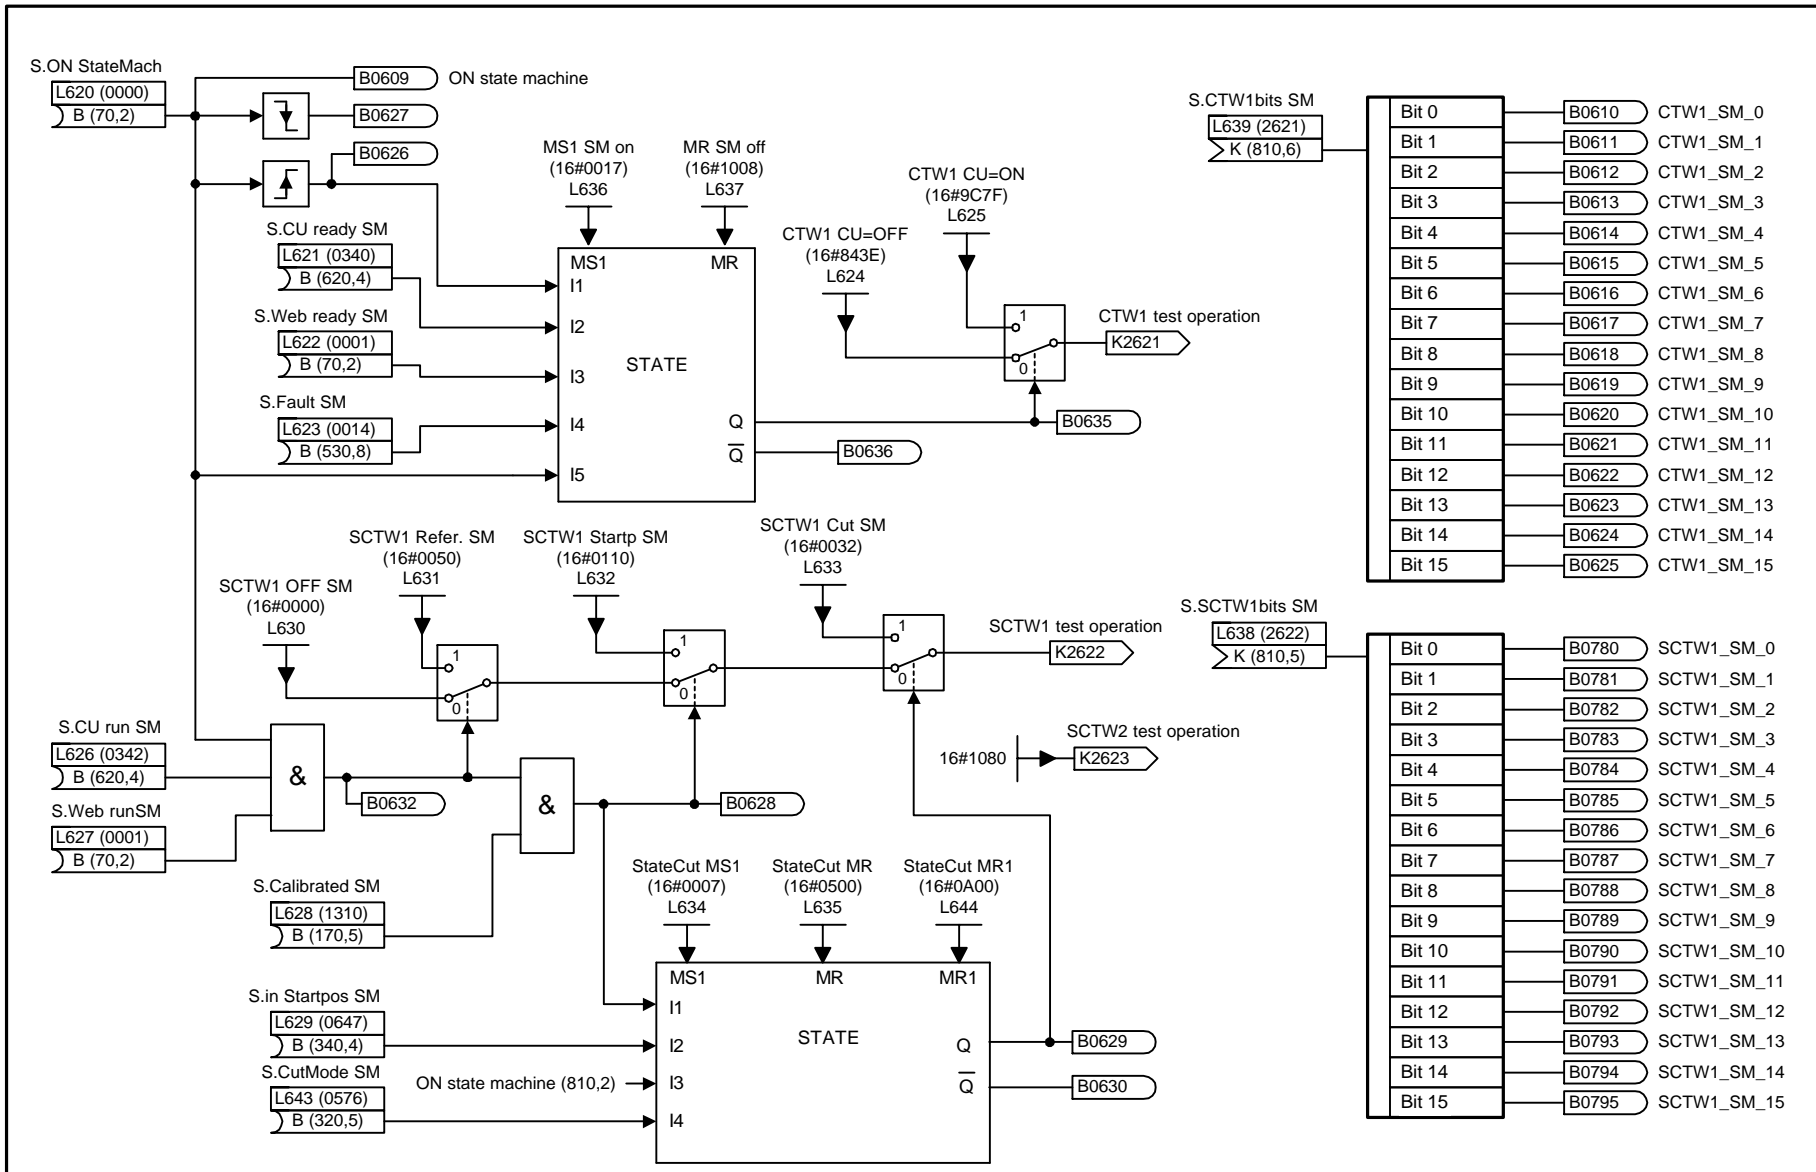 S.ON StateMach
L620 (0000)
B (70,2)
B0609
ON state machine
B0627
B0626
MS1 SM on
(16#0017)
L636
MR SM off
(16#1008)
L637
S.CU ready SM
L621 (0340)
B (620,4)
S.Web ready SM
L622 (0001)
B (70,2)
S.Fault SM
L623 (0014)
B (530,8)
MS1
MR
I1
I2
I3
I4
I5
STATE
Q
Q
B0635
B0636
CTW1 CU=OFF
(16#843E)
L624
CTW1 CU=ON
(16#9C7F)
L625
1
0
CTW1 test operation
K2621
SCTW1 OFF SM
(16#0000)
L630
SCTW1 Refer. SM
(16#0050)
L631
SCTW1 Startp SM
(16#0110)
L632
SCTW1 Cut SM
(16#0032)
L633
1
0
1
0
1
0
SCTW1 test operation
K2622
SCTW2 test operation
16#1080
K2623
S.CU run SM
L626 (0342)
B (620,4)
S.Web runSM
L627 (0001)
B (70,2)
&
B0632
&
B0628
S.Calibrated SM
L628 (1310)
B (170,5)
StateCut MS1
(16#0007)
L634
StateCut MR
(16#0500)
L635
StateCut MR1
(16#0A00)
L644
S.in Startpos SM
L629 (0647)
B (340,4)
S.CutMode SM
L643 (0576)
B (320,5)
ON state machine (810,2)
MS1
MR
MR1
I1
I2
I3
I4
STATE
Q
Q
B0629
B0630
S.CTW1bits SM
L639 (2621)
K (810,6)
Bit 0 B0610 CTW1_SM_0
Bit 1 B0611 CTW1_SM_1
Bit 2 B0612 CTW1_SM_2
Bit 3 B0613 CTW1_SM_3
Bit 4 B0614 CTW1_SM_4
Bit 5 B0615 CTW1_SM_5
Bit 6 B0616 CTW1_SM_6
Bit 7 B0617 CTW1_SM_7
Bit 8 B0618 CTW1_SM_8
Bit 9 B0619 CTW1_SM_9
Bit 10 B0620 CTW1_SM_10
Bit 11 B0621 CTW1_SM_11
Bit 12 B0622 CTW1_SM_12
Bit 13 B0623 CTW1_SM_13
Bit 14 B0624 CTW1_SM_14
Bit 15 B0625 CTW1_SM_15
S.SCTW1bits SM
L638 (2622)
K (810,5)
Bit 0 B0780 SCTW1_SM_0
Bit 1 B0781 SCTW1_SM_1
Bit 2 B0782 SCTW1_SM_2
Bit 3 B0783 SCTW1_SM_3
Bit 4 B0784 SCTW1_SM_4
Bit 5 B0785 SCTW1_SM_5
Bit 6 B0786 SCTW1_SM_6
Bit 7 B0787 SCTW1_SM_7
Bit 8 B0788 SCTW1_SM_8
Bit 9 B0789 SCTW1_SM_9
Bit 10 B0790 SCTW1_SM_10
Bit 11 B0791 SCTW1_SM_11
Bit 12 B0792 SCTW1_SM_12
Bit 13 B0793 SCTW1_SM_13
Bit 14 B0794 SCTW1_SM_14
Bit 15 B0795 SCTW1_SM_15